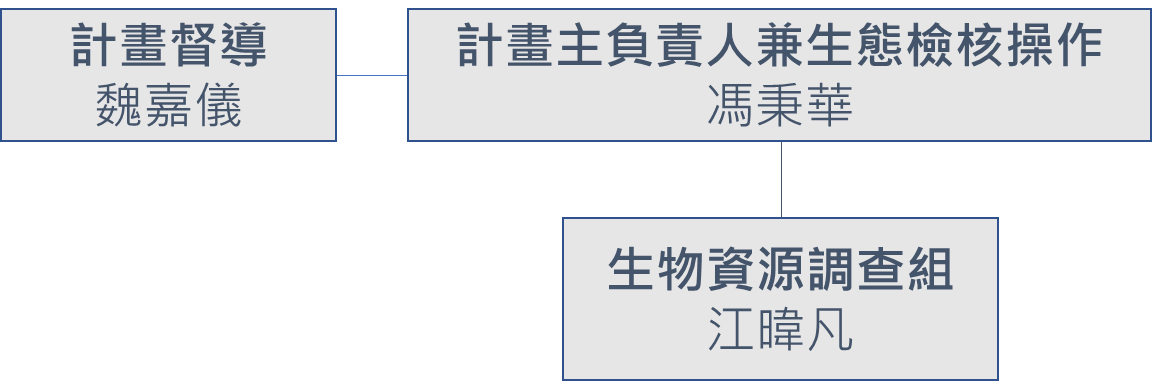 計畫督導
魏嘉儀
計畫主負責人兼生態檢核操作
馮秉華
生物資源調查組
江暐凡